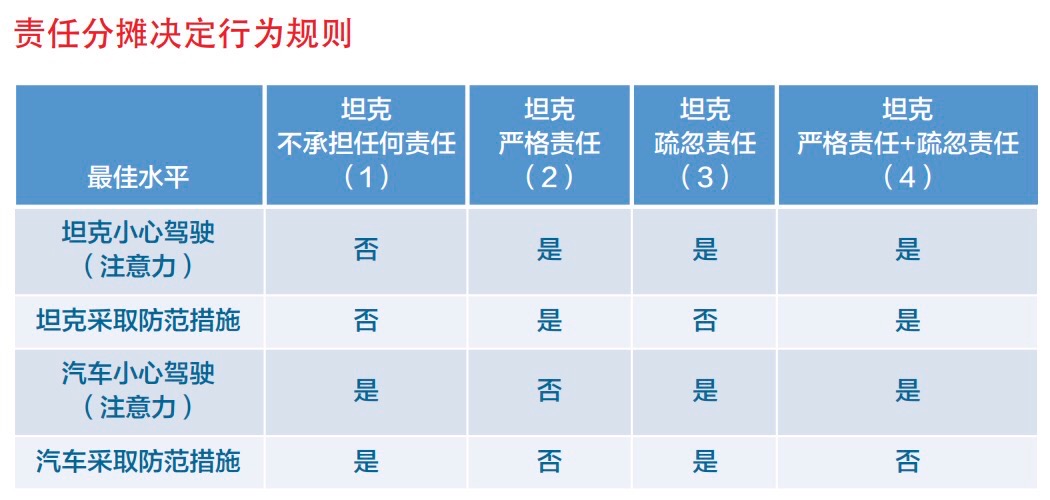 责任分摊决定行为规则
最佳水平
坦克
不承担任何责任
（1）
坦克
严格责任
（2）
坦克
疏忽责任
（3）
坦克
严格责任+疏忽责任
（4）
坦克小心驾驶
（注意力）
否
是
是
是
坦克采取防范措施
否
是
否
是
汽车小心驾驶
（注意力）
是
否
是
是
汽车采取防范措施
是
否
是
否